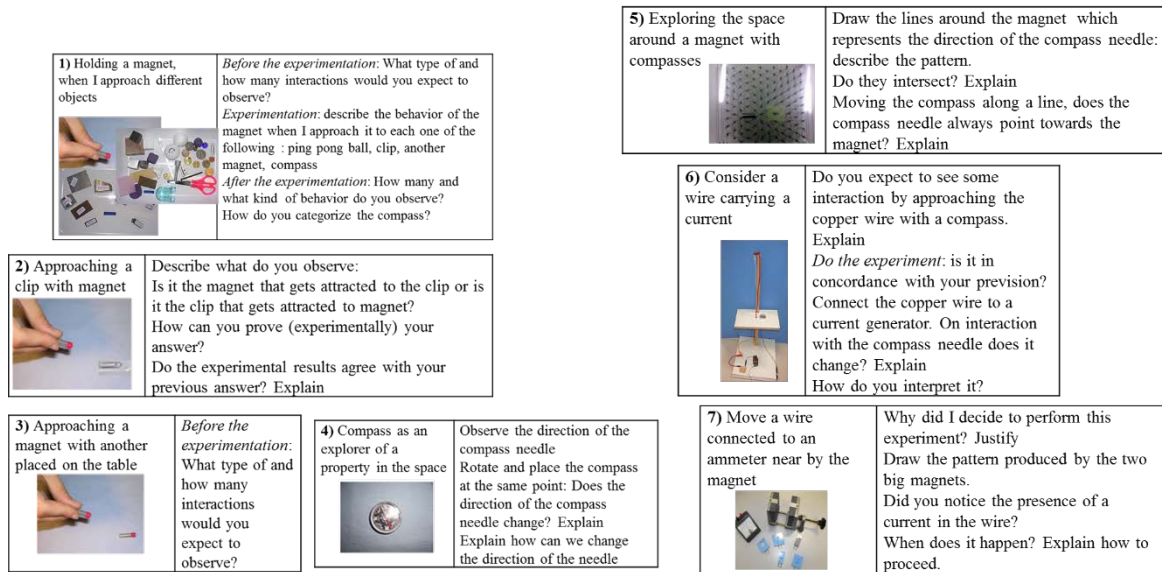 1) Holding a magnet,
when I approach different
objects
Before the experimentation: What type of and
how many interactions would you expect to
observe?
Experimentation: describe the behavior of the
magnet when I approach it to each one of the
following : ping pong ball, clip, another
magnet, compass
After the experimentation: How many and
what kind of behavior do you observe?
How do you categorize the compass?
2) Approaching a
clip with magnet
Describe what do you observe:
Is it the magnet that gets attracted to the clip or is
it the clip that gets attracted to magnet?
How can you prove (experimentally) your
answer?
Do the experimental results agree with your
previous answer? Explain
3) Approaching a
magnet with another
placed on the table
Before the
experimentation:
What type of and
how many
interactions
would you
expect to
observe?
4) Compass as an
explorer of a
property in the space
Observe the direction of the
compass needle
Rotate and place the compass
at the same point: Does the
direction of the compass
needle change? Explain
Explain how can we change
the direction of the needle
5) Exploring the space
around a magnet with
compasses
Draw the lines around the magnet which
represents the direction of the compass needle:
describe the pattern.
Do they intersect? Explain
Moving the compass along a line, does the
compass needle always point towards the
magnet? Explain
6) Consider a
wire carrying a
current
Do you expect to see some
interaction by approaching the
copper wire with a compass.
Explain
Do the experiment: is it in
concordance with your prevision?
Connect the copper wire to a
current generator. On interaction
with the compass needle does it
change? Explain
How do you interpret it?
7) Move a wire
connected to an
ammeter near by the
magnet
Why did I decide to perform this
experiment? Justify
Draw the pattern produced by the two
big magnets.
Did you notice the presence of a
current in the wire?
When does it happen? Explain how to
proceed.